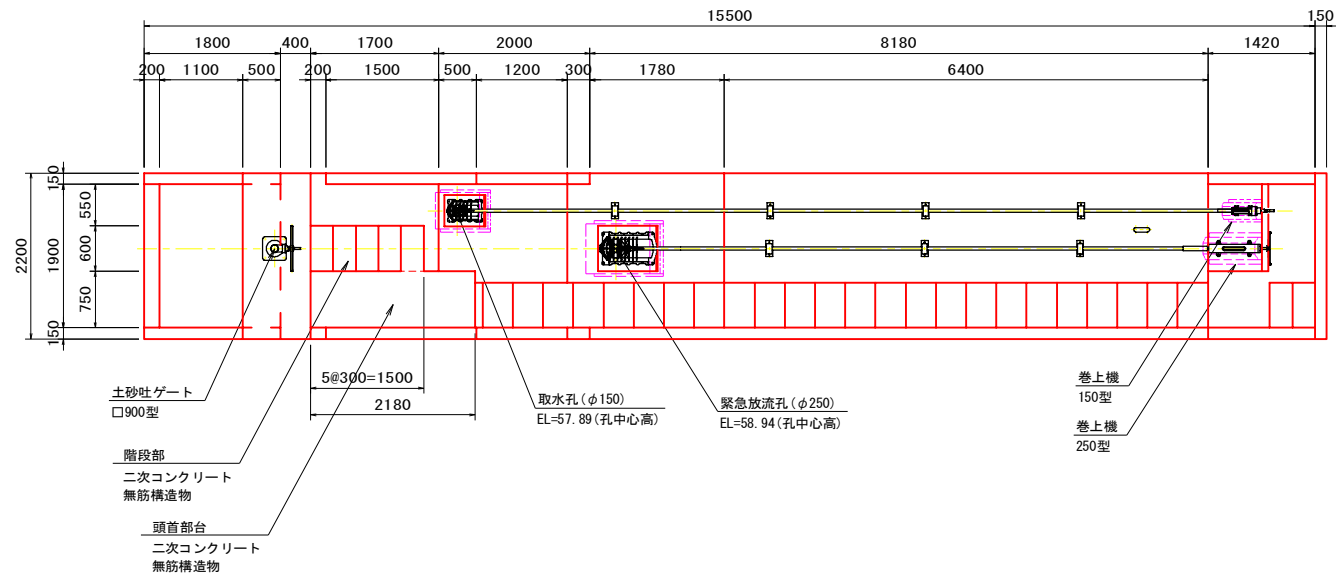 15500
150
1800
400
1700
2000
8180
1420
200
1100
500
200
1500
500
1200
300
1780
6400
2200
150
1900
150
550
600
750
5@300=1500
2180
土砂吐ゲート
□900型
取水孔(φ150)
EL=57.89(孔中心高)
緊急放流孔(φ250)
EL=58.94(孔中心高)
巻上機
150型
巻上機
250型
階段部
二次コンクリート
無筋構造物
頭首部台
二次コンクリート
無筋構造物